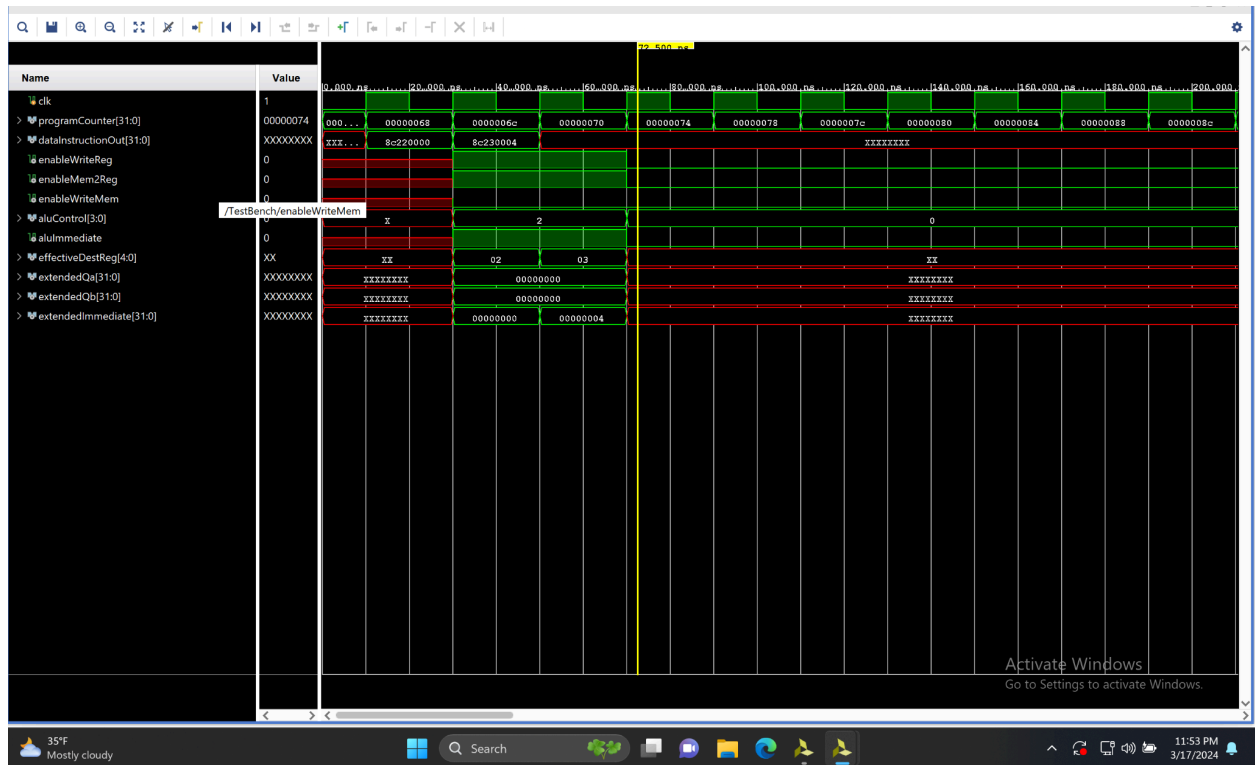 72.500 ns
Name Value
0.000 ns 20.000 ns 40.000 ns 60.000 ns 80.000 ns 100.000 ns 120.000 ns 140.000 ns 160.000 ns 180.000 ns 200.000
clk 1
programCounter[31:0] 00000074 000... 00000068 0000006c 00000070 00000074 00000078 0000007c 00000080 00000084 00000088 0000008c
dataInstructionOut[31:0] XXXXXXXX XXX... 8c220000 8c230004 XXXXXXXX
enableWriteReg 0
enableMem2Reg 0
enableWriteMem 0
/TestBench/enableWriteMem
aluControl[3:0] 0 X 2 0
aluImmediate 0
effectiveDestReg[4:0] XX XX 02 03 XX
extendedQa[31:0] XXXXXXXX XXXXXXXX 00000000 XXXXXXXX
extendedQb[31:0] XXXXXXXX XXXXXXXX 00000000 XXXXXXXX
extendedImmediate[31:0] XXXXXXXX XXXXXXXX 00000000 00000004 XXXXXXXX
Activate Windows
Go to Settings to activate Windows.
35°F
Mostly cloudy
Search
11:53 PM
3/17/2024